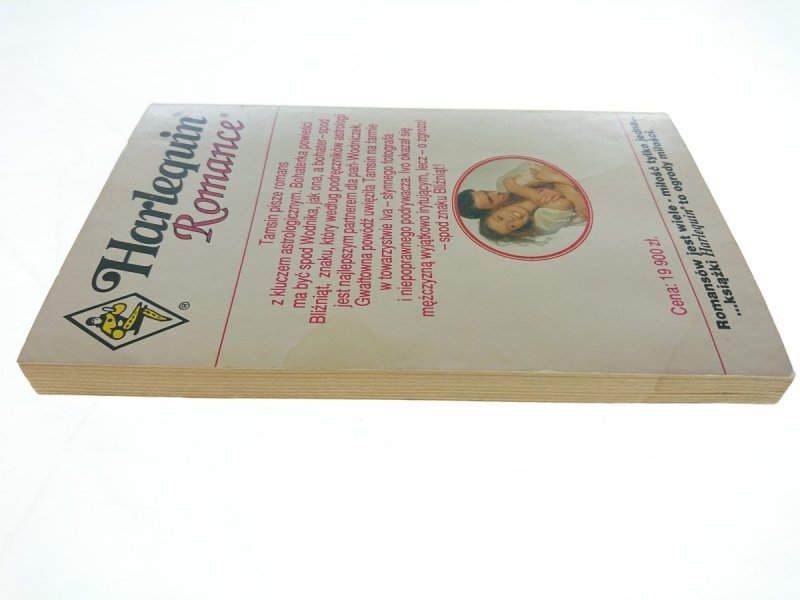 Harlequin®
Romance®
®
Tamsin pisze romans
z kluczem astrologicznym. Bohaterka powieści
ma być spod Wodnika, jak ona, a bohater – spod
Bliźniąt, znaku, który według podręczników astrologii
jest najlepszym partnerem dla pań-Wodniczek.
Gwałtowna powódź uwięziła Tamsin na farmie
w towarzystwie Iva – słynnego fotografa
i niepoprawnego podrywacza. Ivo okazał się
mężczyzną wyjątkowo irytującym, lecz – o zgrozo!
– spod znaku Bliźniąt!
Cena: 19 900 zł.
Romansów jest wiele - miłość tylko jedna...
...książki Harlequin® to ogrody miłości.